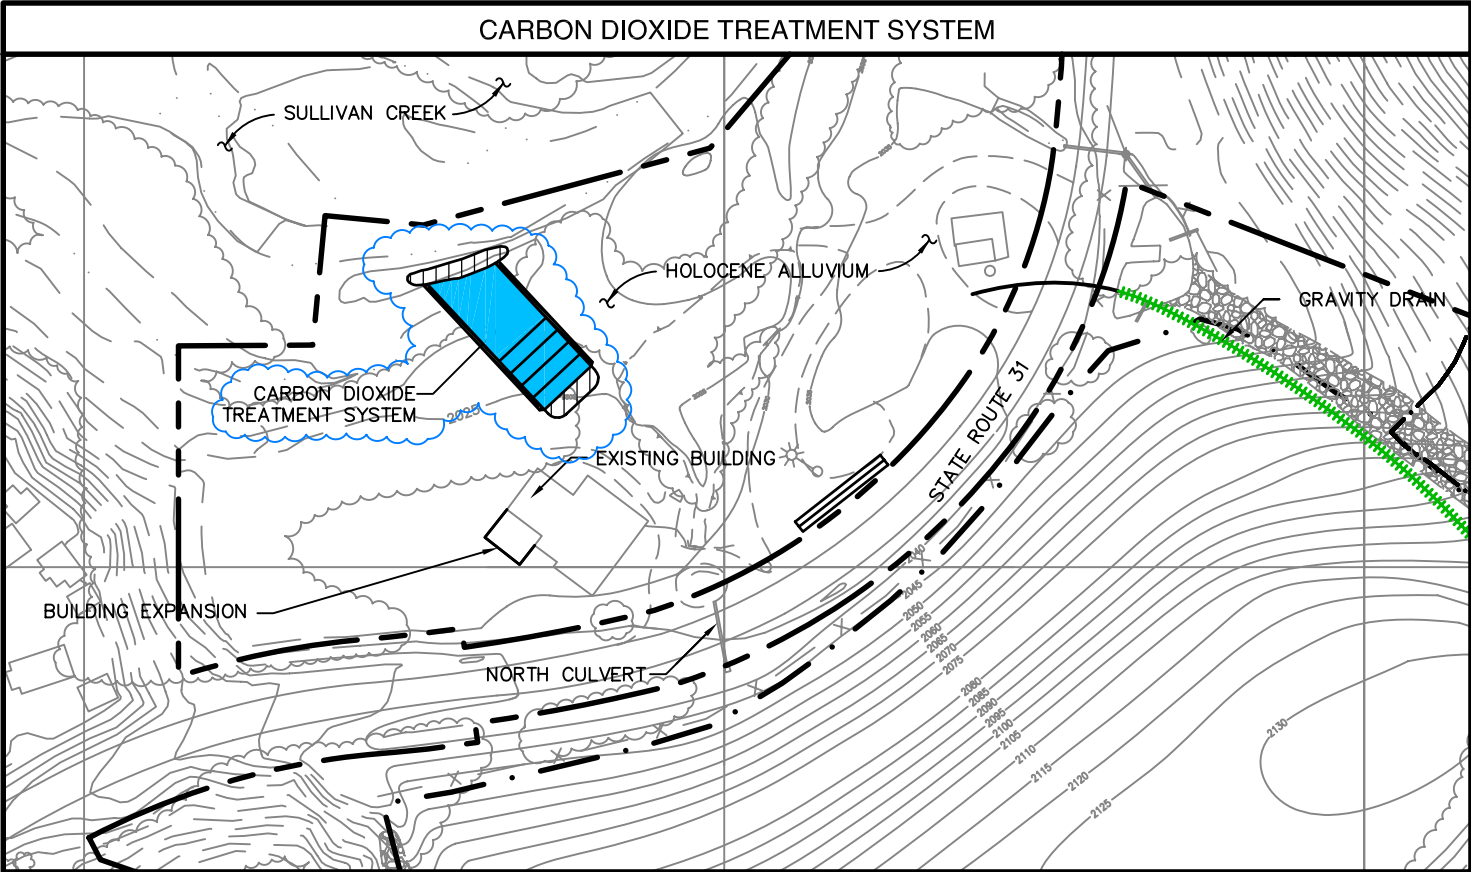 CARBON DIOXIDE TREATMENT SYSTEM
SULLIVAN CREEK
HOLOCENE ALLUVIUM
GRAVITY DRAIN
CARBON DIOXIDE
TREATMENT SYSTEM
2025
STATE ROUTE 31
EXISTING BUILDING
BUILDING EXPANSION
NORTH CULVERT
2040
2045
2050
2055
2060
2065
2070
2075
2080
2085
2090
2095
2100
2105
2110
2115
2120
2125
2130